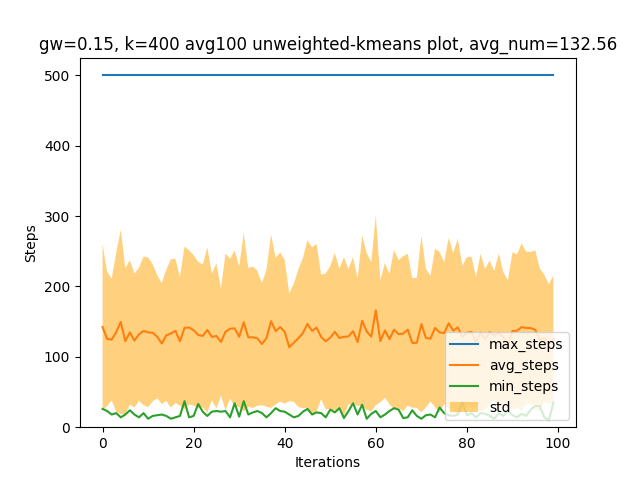 gw=0.15, k=400 avg100 unweighted-kmeans plot, avg_num=132.56
500
400
300
200
100
0
Steps
max_steps
avg_steps
min_steps
std
0 20 40 60 80 100
Iterations